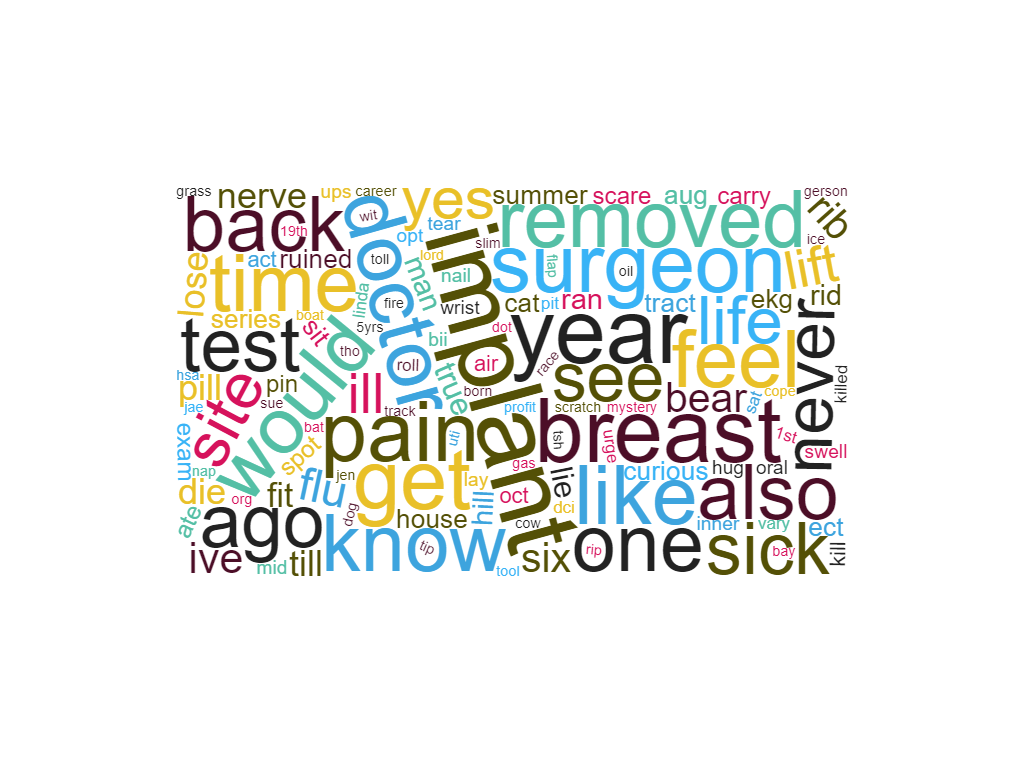 grass
nerve
ups
career
yes
summer
scare
aug
carry
gerson
back
19th
wit
doctor
opt
tear
implant
slim
removed
rib
ice
lose
act
ruined
toll
man
lord
nail
surgeon
flap
oil
lift
time
linda
fire
wrist
cat
pit
ran
tract
ekg
rid
series
boat
sit
5yrs
bii
dot
year
life
never
test
tho
would
roll
true
air
race
see
feel
hsa
pill
pin
ill
born
killed
jae
site
sue
track
profit
scratch
mystery
bear
sat
cope
exam
bat
pain
uti
breast
tsh
urge
1st
swell
nap
spot
jen
get
lay
gas
lie
curious
hug
oral
die
org
fit
flu
hill
oct
dci
like
also
ate
ago
dog
house
cow
inner
vary
ect
ive
mid
till
know
tip
tool
six
rip
one
sick
bay
kill